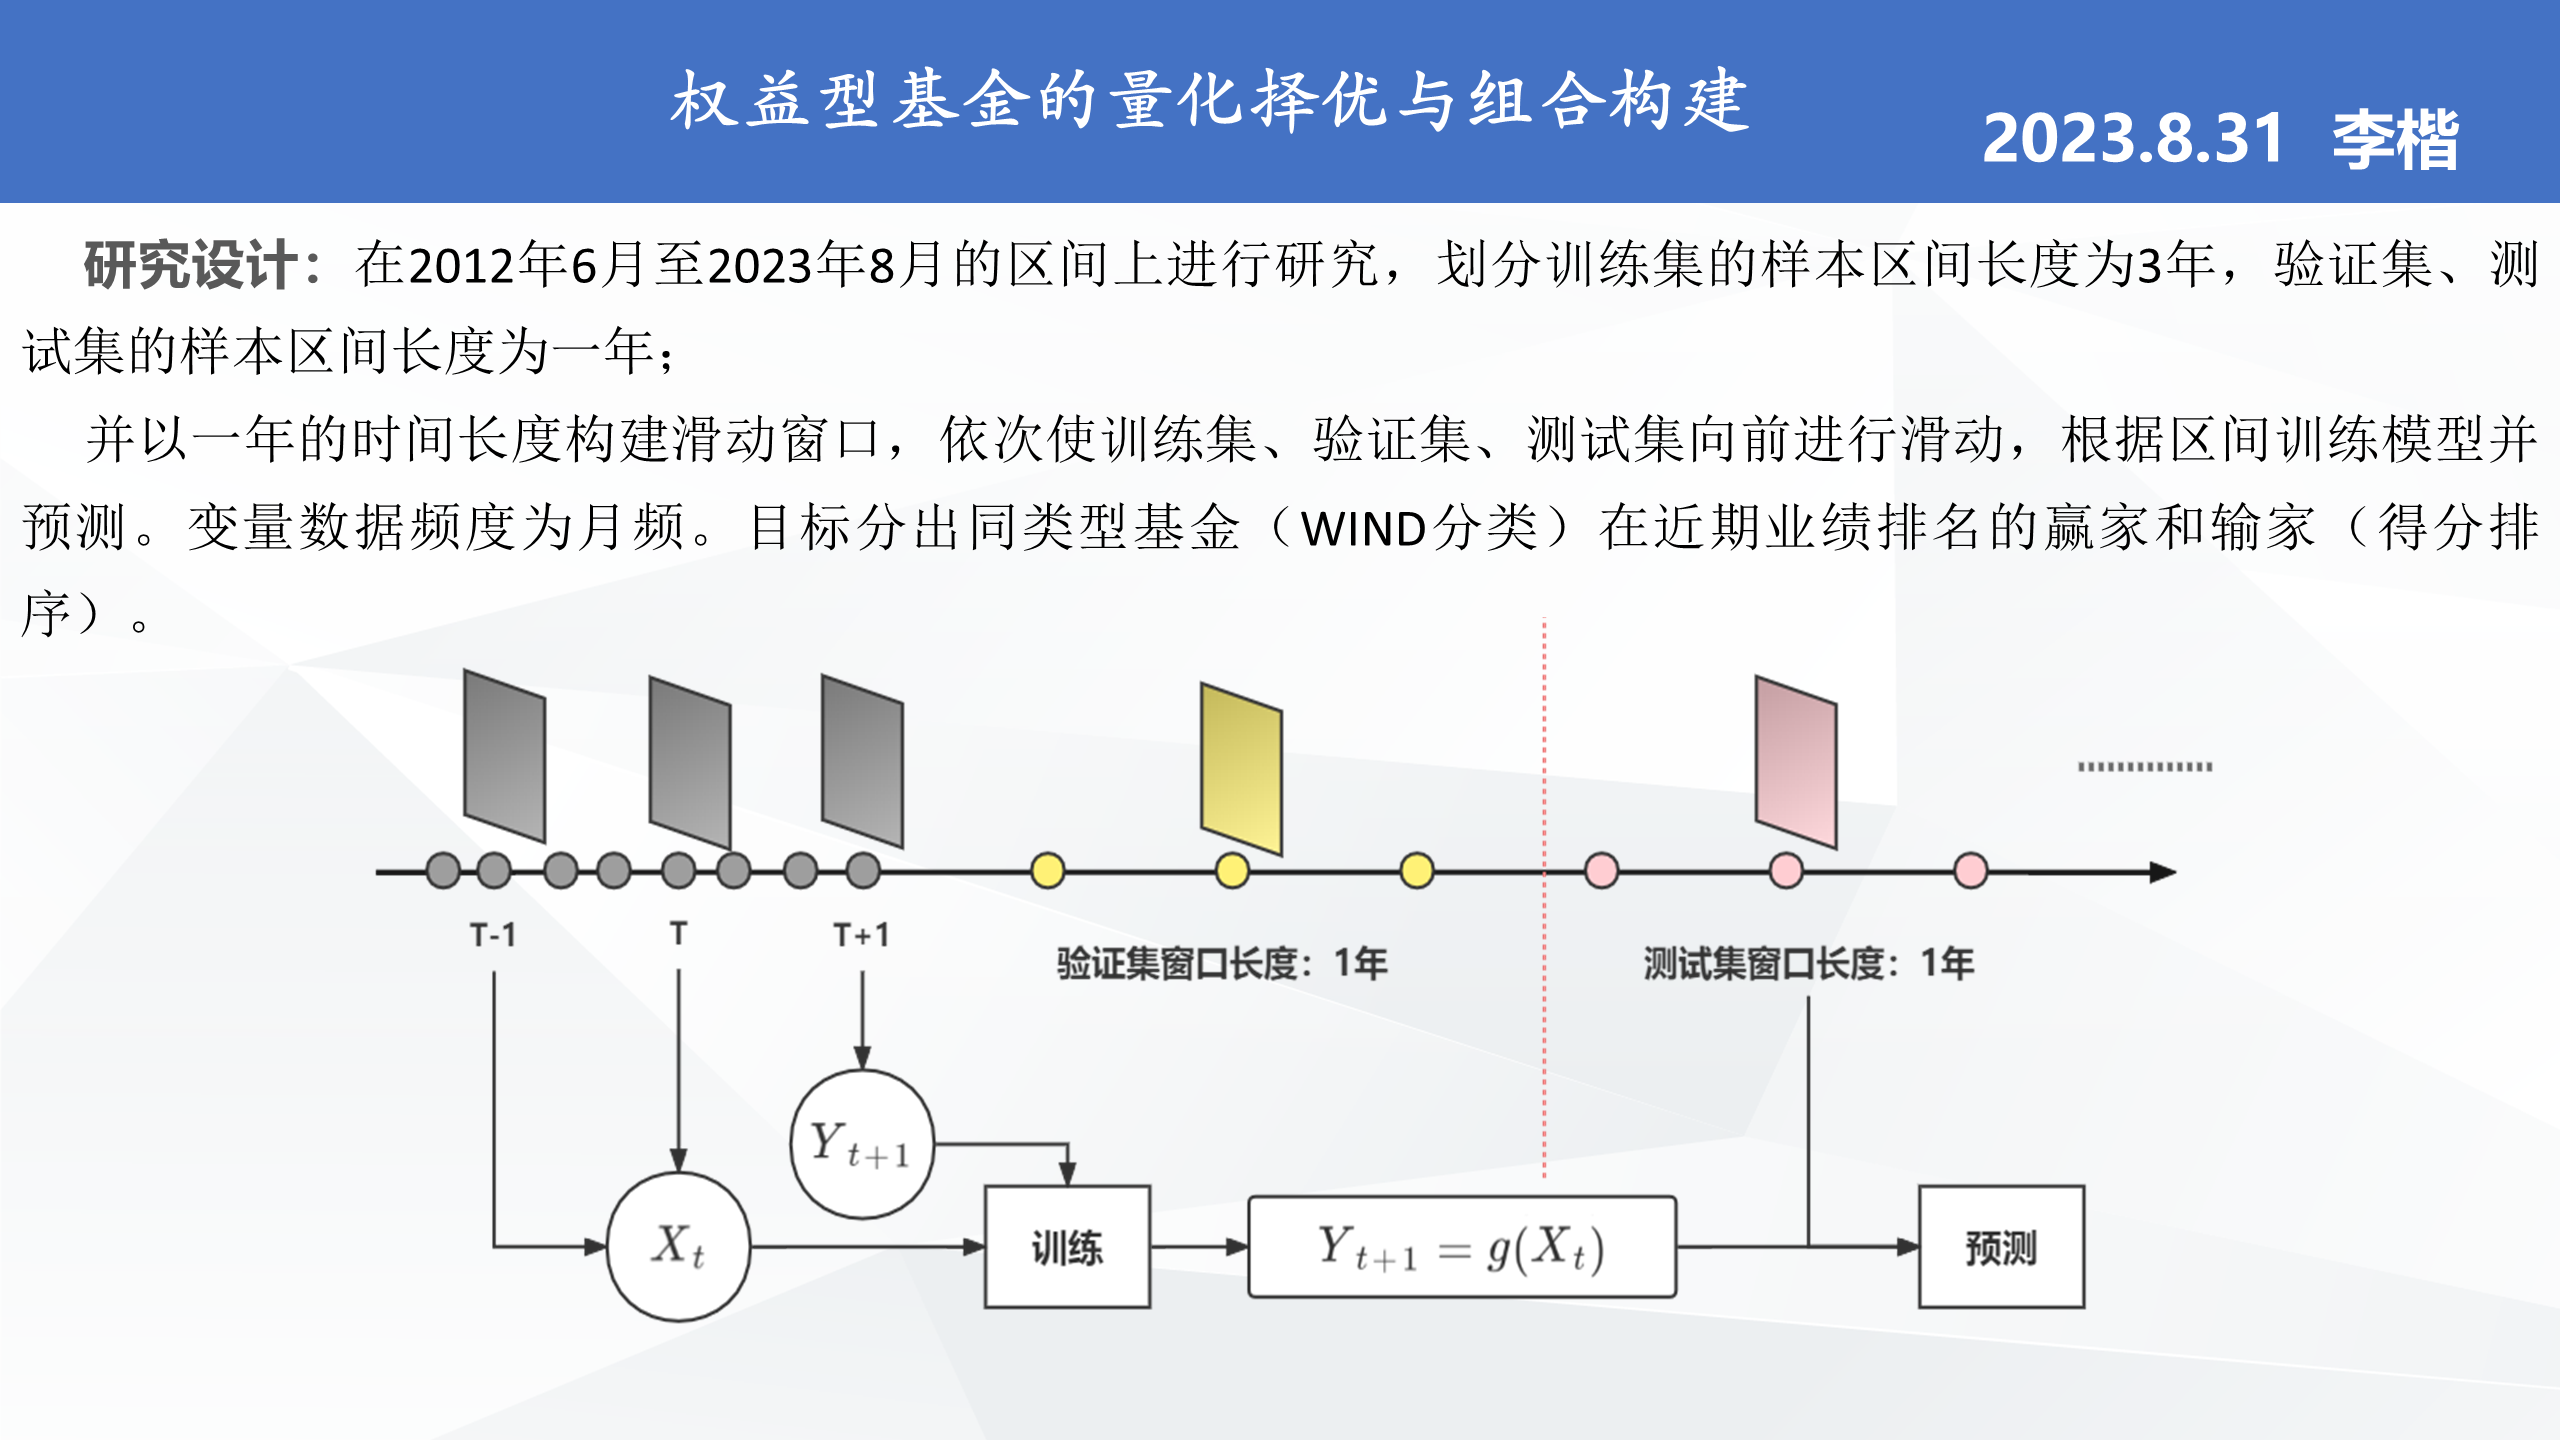 权益型基金的量化择优与组合构建
2023.8.31 李楷
研究设计：在2012年6月至2023年8月的区间上进行研究，划分训练集的样本区间长度为3年，验证集、测
试集的样本区间长度为一年；
并以一年的时间长度构建滑动窗口，依次使训练集、验证集、测试集向前进行滑动，根据区间训练模型并
预测。变量数据频度为月频。目标分出同类型基金（WIND分类）在近期业绩排名的赢家和输家（得分排
序）。
T-1 T T+1
验证集窗口长度：1年 测试集窗口长度：1年
Y_{t+1}
X_t 训练 Y_{t+1} = g(X_t) 预测